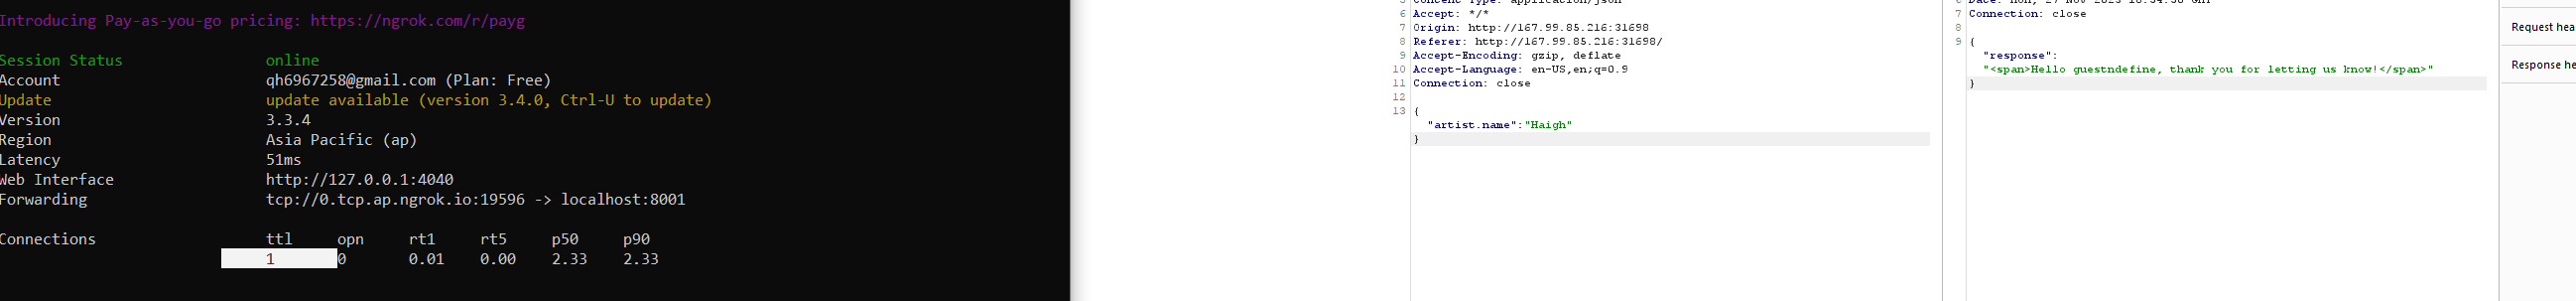 Introducing Pay-as-you-go pricing: https://ngrok.com/r/payg
Session Status online
Account qh6967258@gmail.com (Plan: Free)
Update update available (version 3.4.0, Ctrl-U to update)
Version 3.3.4
Region Asia Pacific (ap)
Latency 51ms
Web Interface http://127.0.0.1:4040
Forwarding tcp://0.tcp.ap.ngrok.io:19596 -> localhost:8001
Connections ttl opn rt1 rt5 p50 p90
1 0 0.01 0.00 2.33 2.33
6 Accept: */*
7 Origin: http://167.99.85.216:31698
8 Referer: http://167.99.85.216:31698/
9 Accept-Encoding: gzip, deflate
10 Accept-Language: en-US,en;q=0.9
11 Connection: close
12
13 {
"artist.name":"Haigh"
}
7 Connection: close
8
9 {
"response":
"<span>Hello guestndefine, thank you for letting us know!</span>"
}
Request hea
Response he